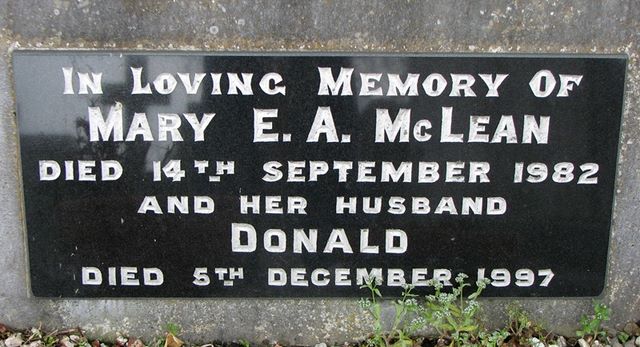 IN LOVING MEMORY OF
MARY E. A. McLEAN
DIED 14TH SEPTEMBER 1982
AND HER HUSBAND
DONALD
DIED 5TH DECEMBER 1997